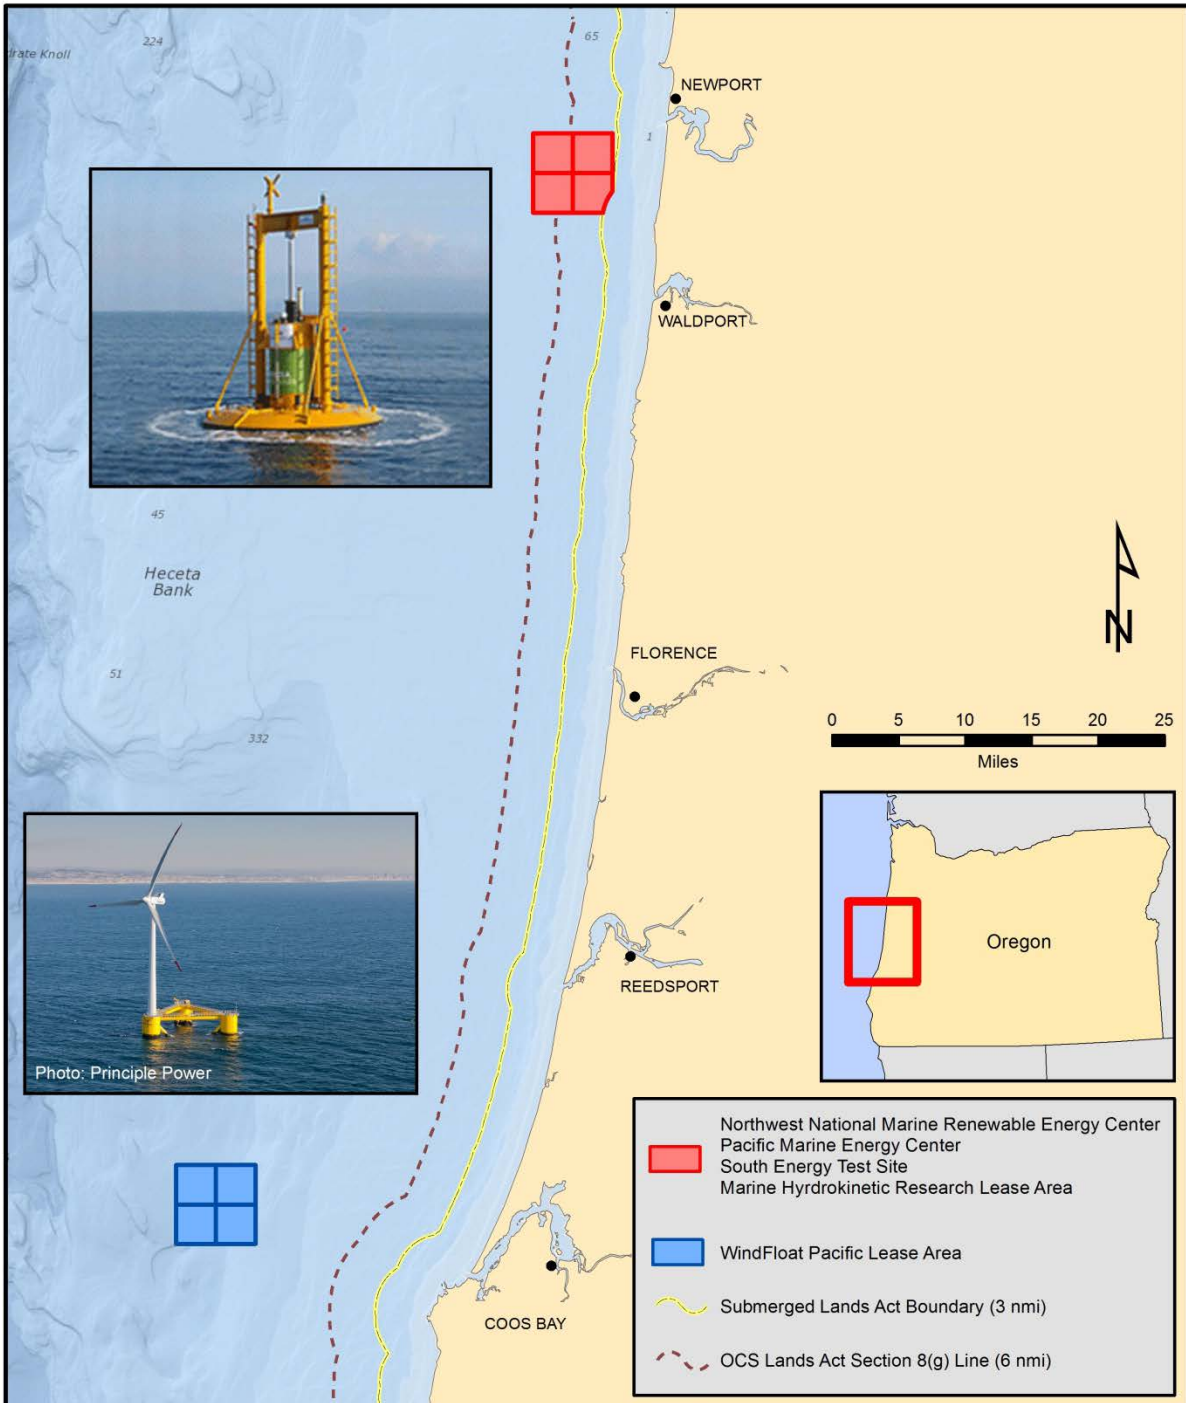 224
drate Knoll
65
NEWPORT
1
WALDPORT
45
Heceta
Bank
N
51
FLORENCE
332
0 5 10 15 20 25
Miles
Oregon
REEDSPORT
Photo: Principle Power
COOS BAY
Northwest National Marine Renewable Energy Center
Pacific Marine Energy Center
South Energy Test Site
Marine Hyrdrokinetic Research Lease Area
WindFloat Pacific Lease Area
Submerged Lands Act Boundary (3 nmi)
OCS Lands Act Section 8(g) Line (6 nmi)